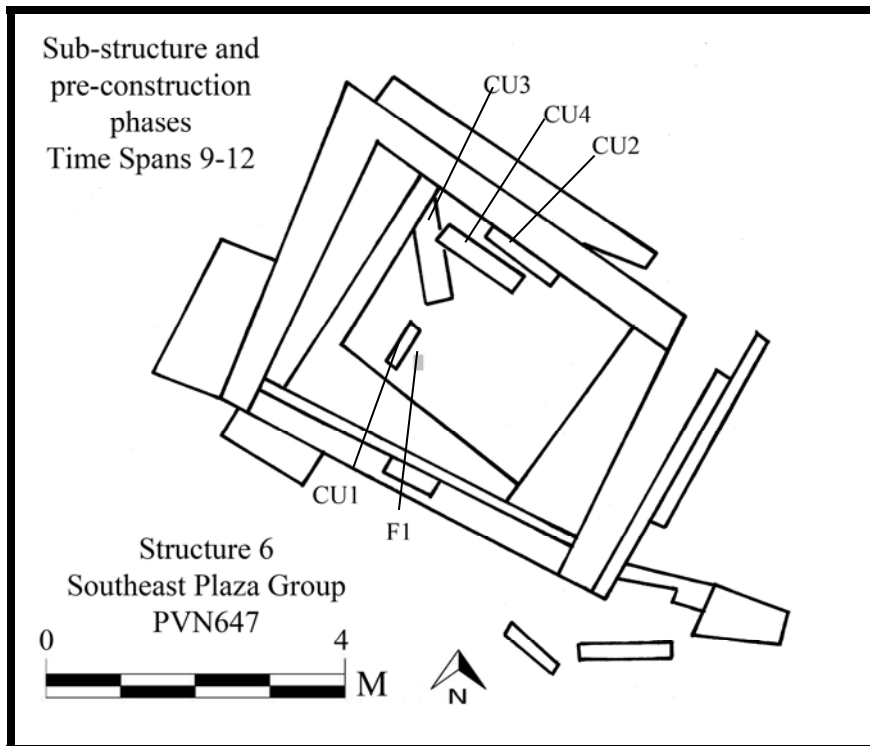 Sub-structure and
pre-construction
phases
Time Spans 9-12
CU3
CU4
CU2
CU1
F1
Structure 6
Southeast Plaza Group
PVN647
0 4
M
N